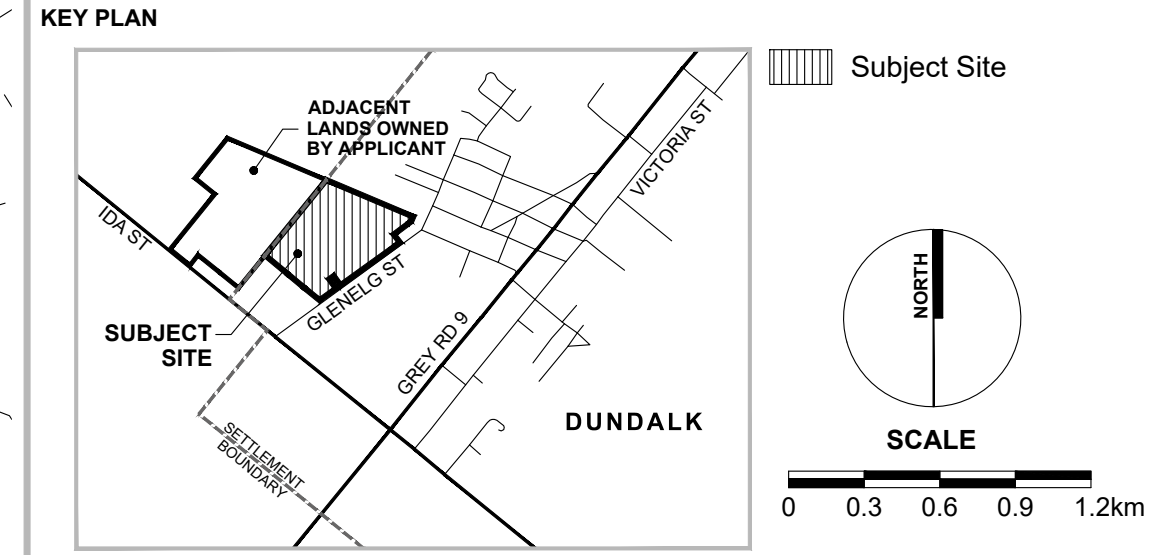 KEY PLAN
ADJACENT
LANDS OWNED
BY APPLICANT
IDA ST
SUBJECT
SITE
GLENELG ST
GREY RD 9
VICTORIA ST
DUNDALK
SETTLEMENT
BOUNDARY
Subject Site
NORTH
SCALE
0 0.3 0.6 0.9 1.2km